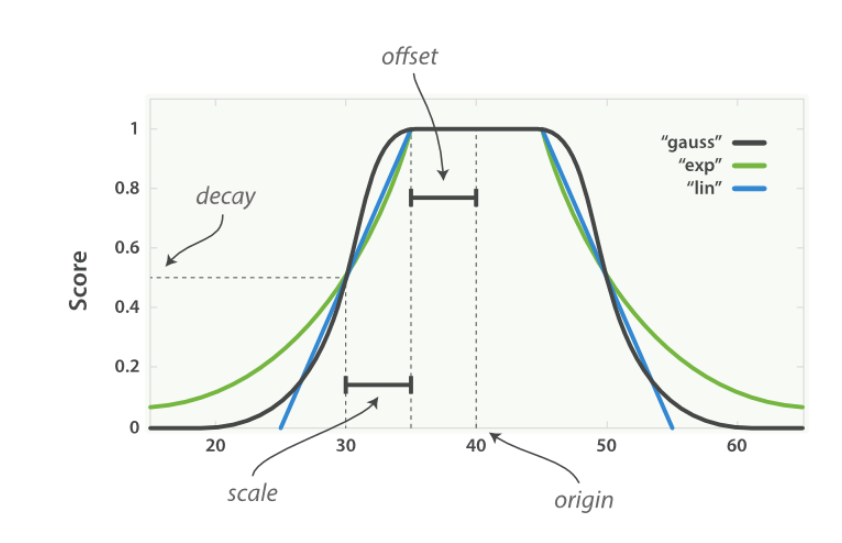 offset
1
0.8
0.6
0.4
0.2
0
Score
decay
“gauss”
“exp”
“lin”
20
30
40
50
60
scale
origin